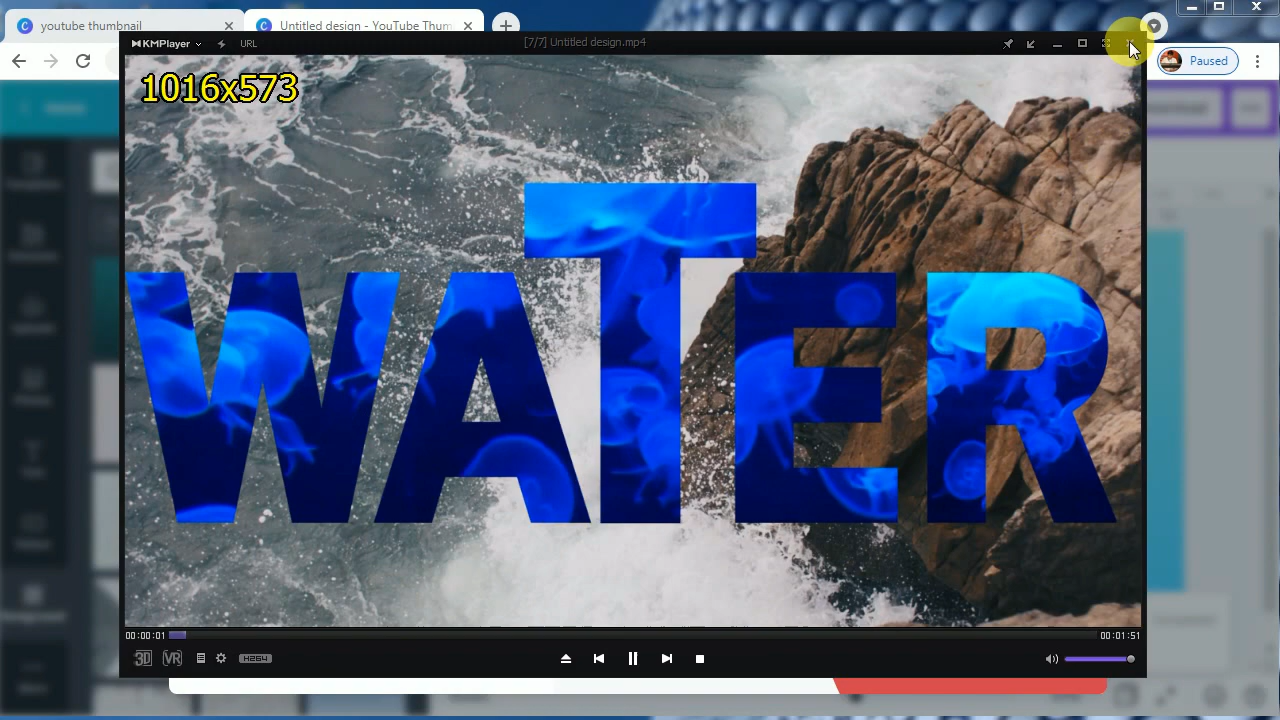 youtube thumbnail
Untitled design - YouTube Thum
KMPlayer
URL
[7/7] Untitled design.mp4
Paused
1016x573
WATER
00:00:01
00:01:51
3D
VR
H264